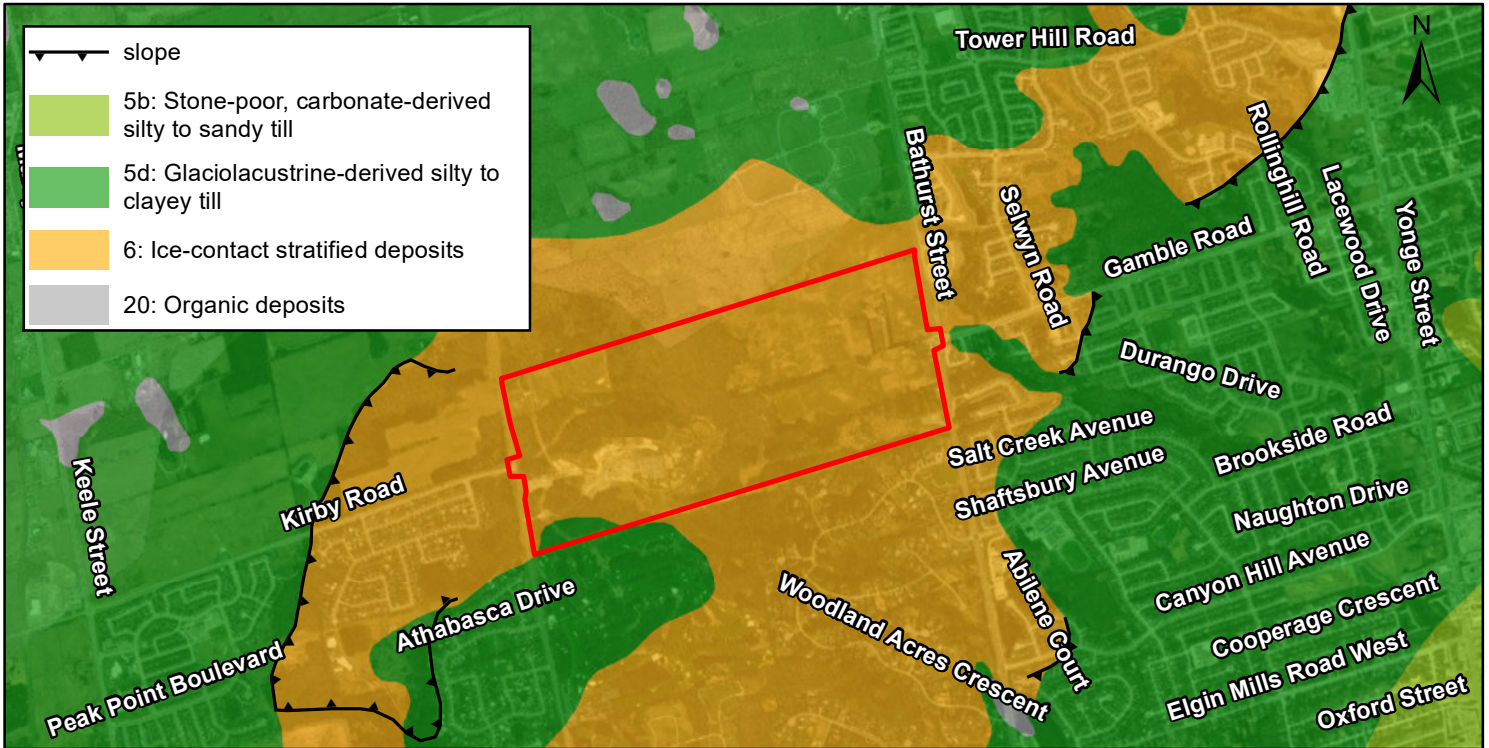 slope
5b: Stone-poor, carbonate-derived
silty to sandy till
5d: Glaciolacustrine-derived silty to
clayey till
6: Ice-contact stratified deposits
20: Organic deposits
N
Tower Hill Road
Bathurst Street
Selwyn Road
Rollinghill Road
Lacewood Drive
Yonge Street
Gamble Road
Durango Drive
Salt Creek Avenue
Shaftsbury Avenue
Brookside Road
Naughton Drive
Canyon Hill Avenue
Cooperage Crescent
Elgin Mills Road West
Oxford Street
Abilene Court
Woodland Acres Crescent
Athabasca Drive
Kirby Road
Keele Street
Peak Point Boulevard